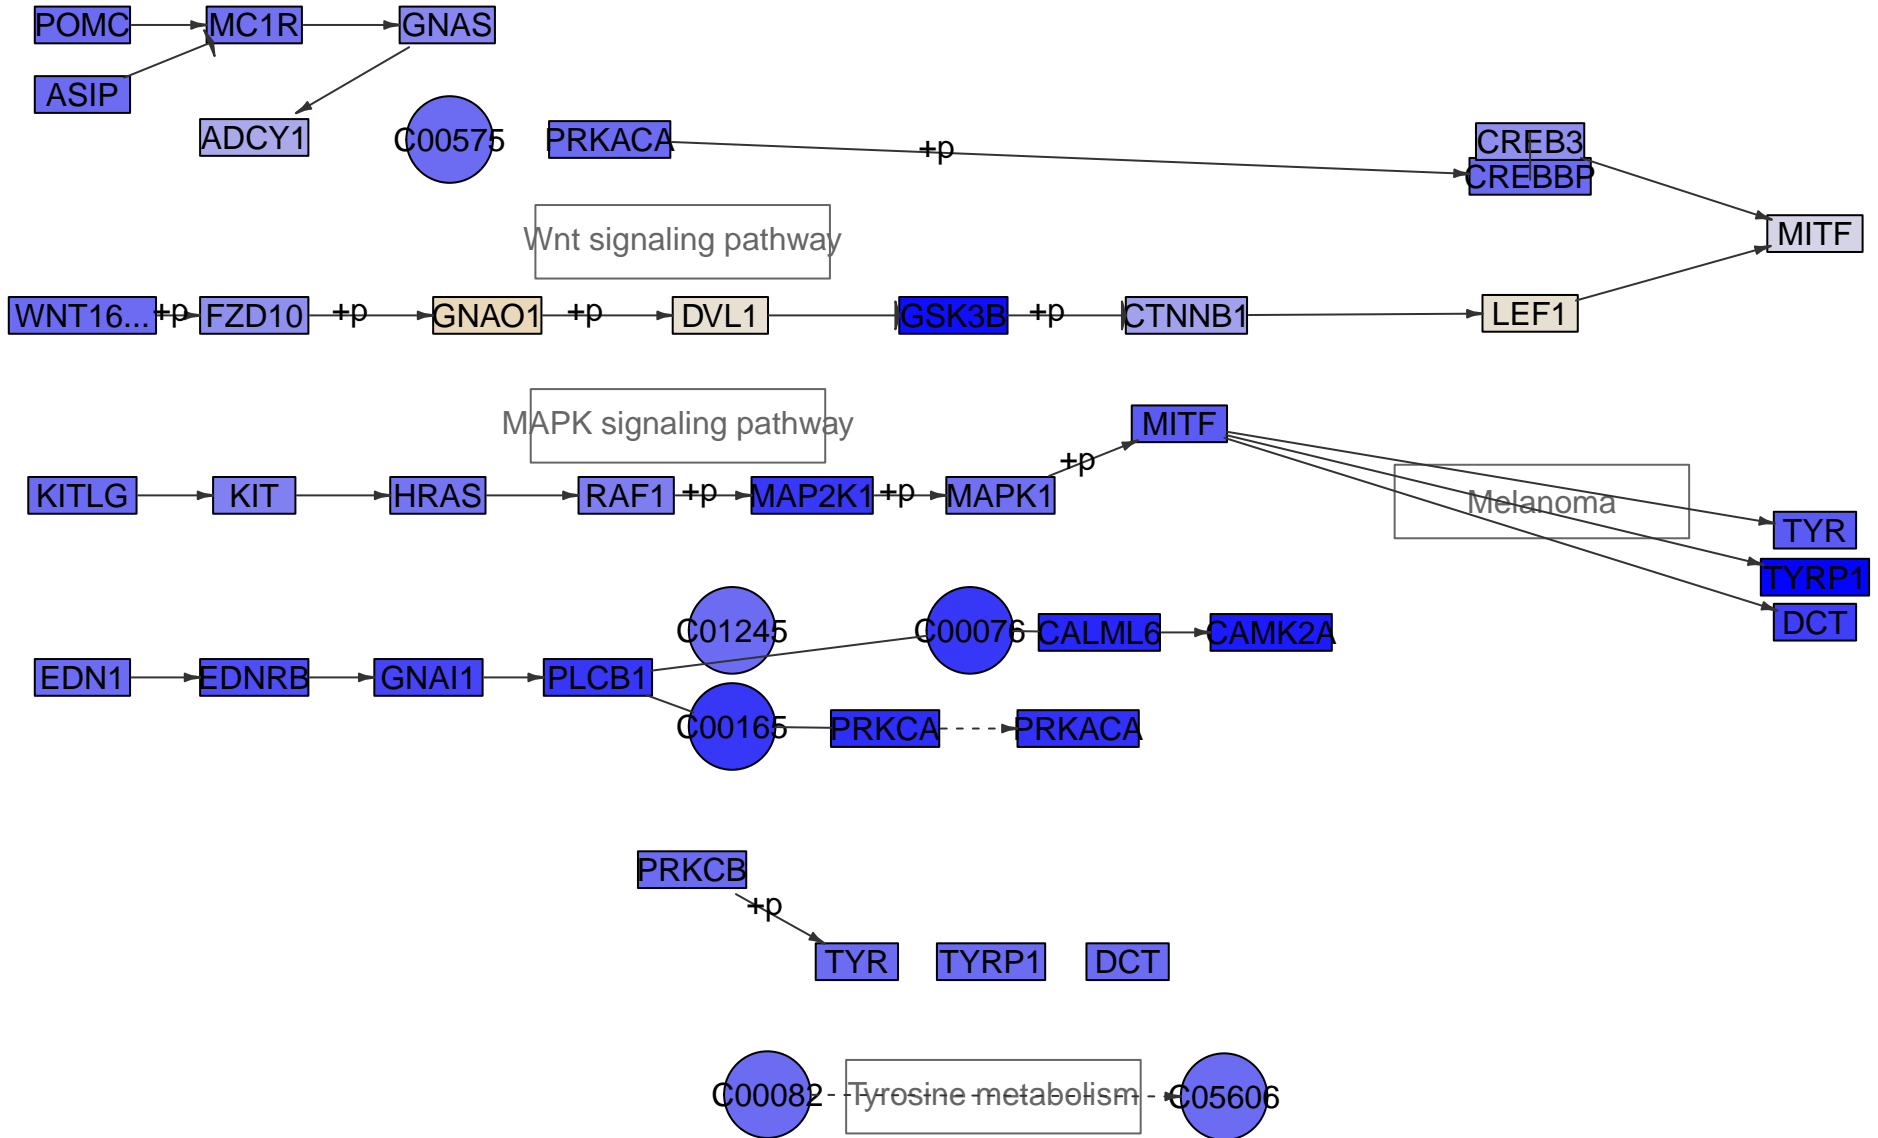 POMC MC1R GNAS
ASIP
ADCY1 C00575 PRKACA +p CREB3
CREBBP
Wnt signaling pathway MITF
WNT16... +p FZD10 +p GNAO1 +p DVL1 GSK3B +p CTNNB1 LEF1
MAPK signaling pathway MITF
+p
KITLG KIT HRAS RAF1 +p MAP2K1 +p MAPK1 Melanoma
TYR
TYRP1
C01245 C00076 CALML6 CAMK2A DCT
EDN1 EDNRB GNAI1 PLCB1
C00165 PRKCA PRKACA
PRKCB
+p
TYR TYRP1 DCT
C00082 Tyrosine metabolism C05606